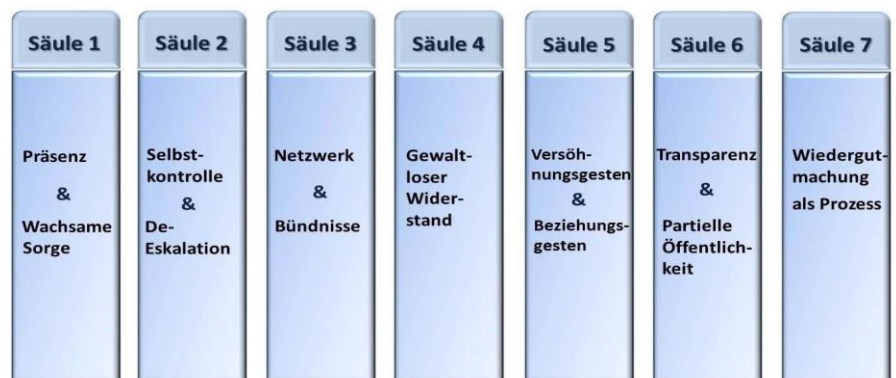 Säule 1
Präsenz
&
Wachsame
Sorge
Säule 2
Selbst-
kontrolle
&
De-
Eskalation
Säule 3
Netzwerk
&
Bündnisse
Säule 4
Gewalt-
loser
Wider-
stand
Säule 5
Versöh-
nungsgesten
&
Beziehungs-
gesten
Säule 6
Transparenz
&
Partielle
Öffentlich-
keit
Säule 7
Wiedergut-
machung
als Prozess